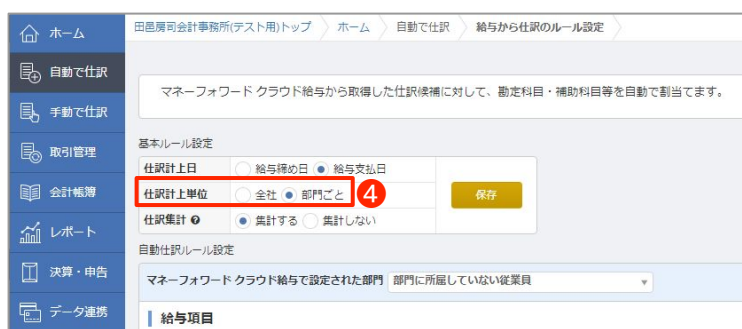 田邑房司会計事務所(テスト用)トップ ホーム 自動で仕訳 給与から仕訳のルール設定
ホーム
自動で仕訳
手動で仕訳
取引管理
会計帳簿
レポート
決算・申告
データ連携
マネーフォワード クラウド給与から取得した仕訳候補に対して、勘定科目・補助科目等を自動で割当てます。
基本ルール設定
仕訳計上日 給与締め日 給与支払日
仕訳計上単位 全社 部門ごと 4
保存
仕訳集計 ? 集計する 集計しない
自動仕訳ルール設定
マネーフォワード クラウド給与で設定された部門 部門に所属していない従業員
給与項目